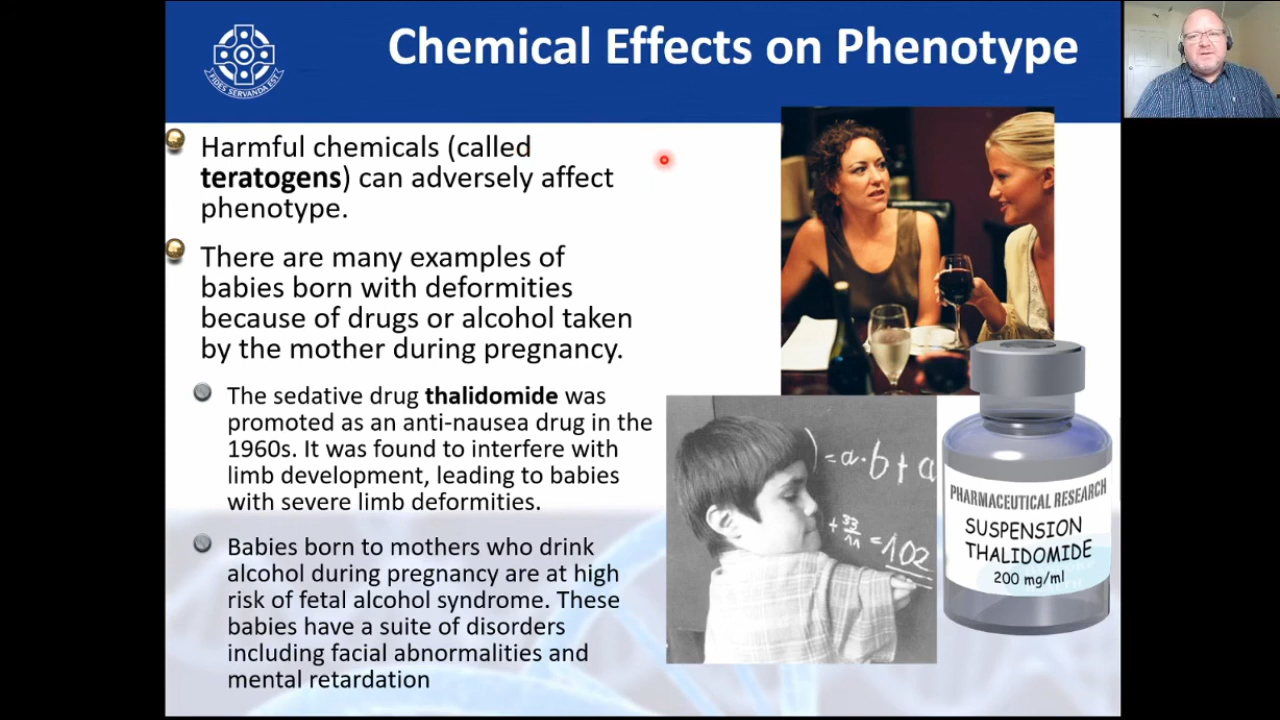 Chemical Effects on Phenotype
FIDES SERVANDA EST
Harmful chemicals (called
teratogens) can adversely affect
phenotype.
There are many examples of
babies born with deformities
because of drugs or alcohol taken
by the mother during pregnancy.
The sedative drug thalidomide was
promoted as an anti-nausea drug in the
1960s. It was found to interfere with
limb development, leading to babies
with severe limb deformities.
Babies born to mothers who drink
alcohol during pregnancy are at high
risk of fetal alcohol syndrome. These
babies have a suite of disorders
including facial abnormalities and
mental retardation
) = a·b + a
+ 33/11 = 102
PHARMACEUTICAL RESEARCH
SUSPENSION
THALIDOMIDE
200 mg/ml